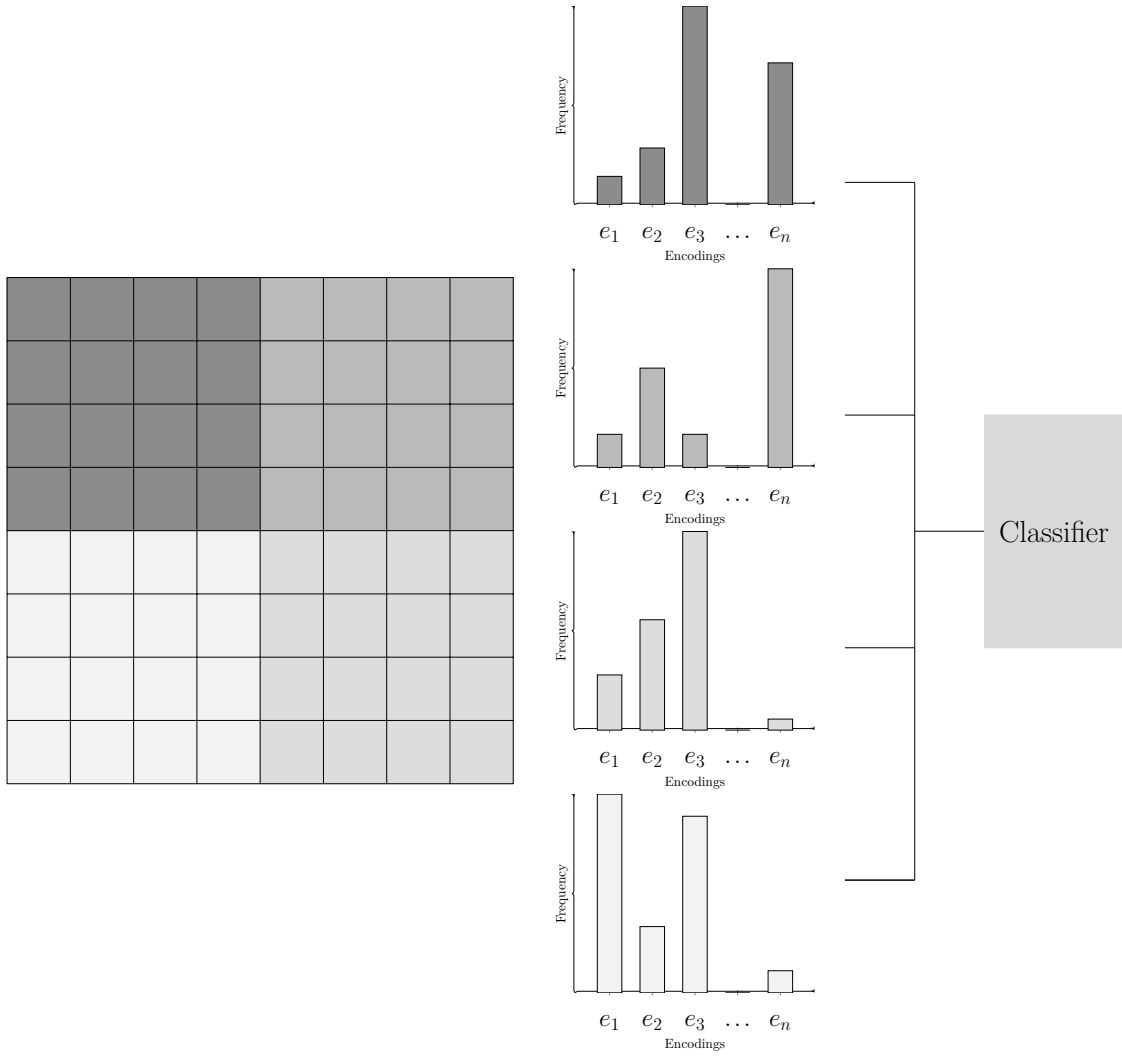 Frequency
e₁ e₂ e₃ … eₙ
Encodings
Frequency
e₁ e₂ e₃ … eₙ
Encodings
Frequency
e₁ e₂ e₃ … eₙ
Encodings
Frequency
e₁ e₂ e₃ … eₙ
Encodings
Classifier